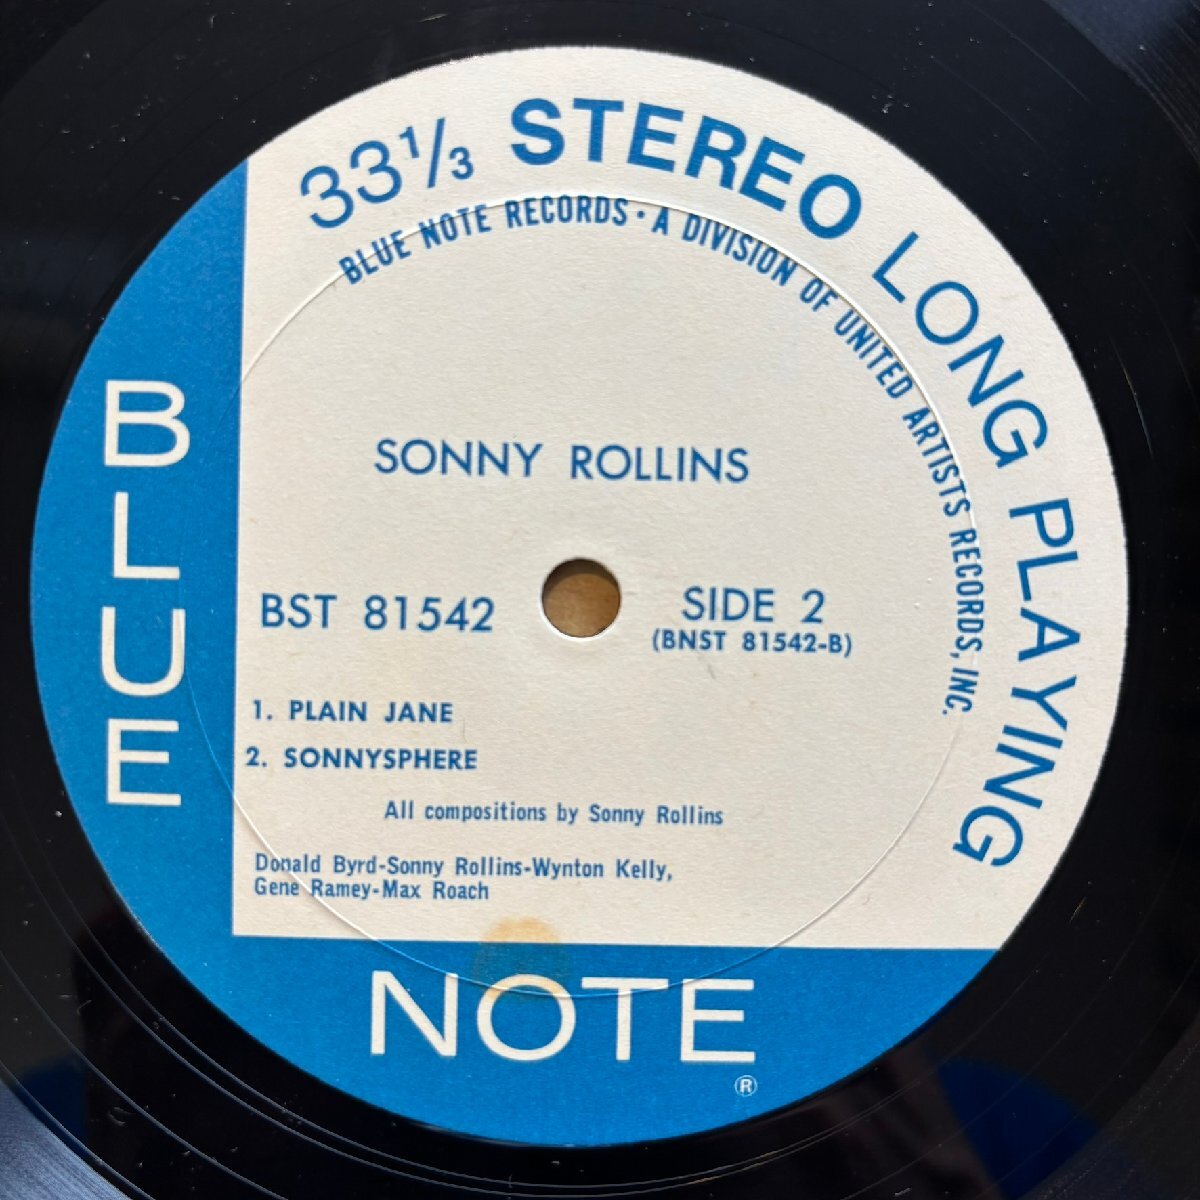 33 1/3 STEREO LONG PLAYING
BLUE NOTE RECORDS · A DIVISION OF UNITED ARTISTS RECORDS, INC.
SONNY ROLLINS
BST 81542
SIDE 2
(BNST 81542-B)
1. PLAIN JANE
2. SONNYSPHERE
All compositions by Sonny Rollins
Donald Byrd-Sonny Rollins-Wynton Kelly,
Gene Ramey-Max Roach
BLUE
NOTE
®